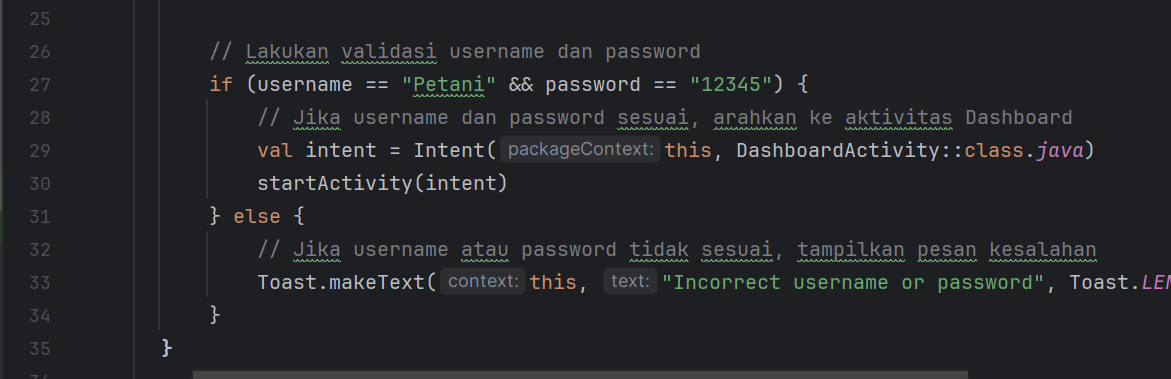 25
26 // Lakukan validasi username dan password
27 if (username == "Petani" && password == "12345") {
28 // Jika username dan password sesuai, arahkan ke aktivitas Dashboard
29 val intent = Intent( packageContext: this, DashboardActivity::class.java)
30 startActivity(intent)
31 } else {
32 // Jika username atau password tidak sesuai, tampilkan pesan kesalahan
33 Toast.makeText( context: this, text: "Incorrect username or password", Toast.LEN
34 }
35 }